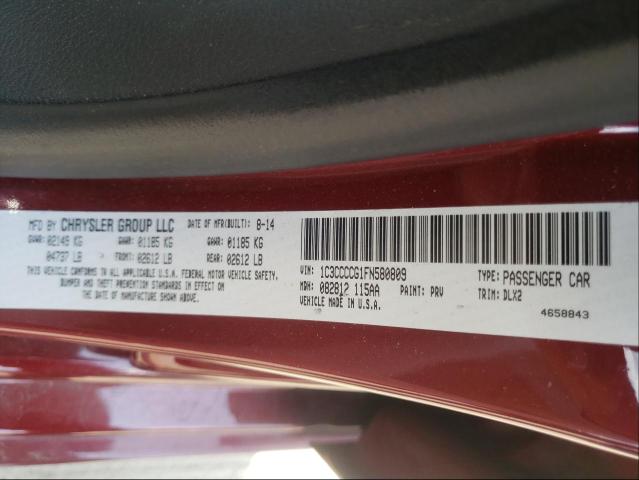 MFD BY CHRYSLER GROUP LLC DATE OF MFR(BUILT): 8-14
GVWR: 02149 KG GAWR: 01185 KG GAWR: 01185 KG
04737 LB FRONT: 02612 LB REAR: 02612 LB
THIS VEHICLE CONFORMS TO ALL APPLICABLE U.S.A. FEDERAL MOTOR VEHICLE SAFETY,
BUMPER AND THEFT PREVENTION STANDARDS IN EFFECT ON
THE DATE OF MANUFACTURE SHOWN ABOVE.
VIN: 1C3CCCCG1FN580809 TYPE: PASSENGER CAR
MDH: 082812 115AA PAINT: PRV TRIM: DLX2
VEHICLE MADE IN U.S.A. 4658843